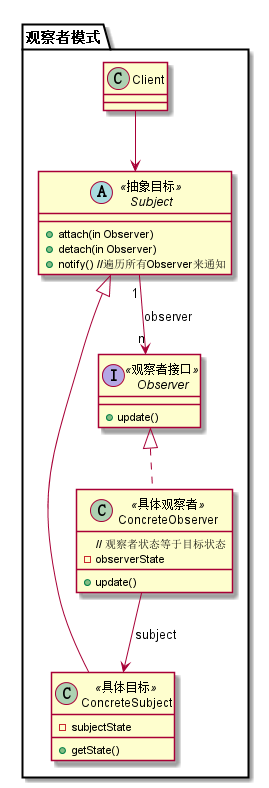 观察者模式
C Client
«抽象目标»
A Subject
attach(in Observer)
detach(in Observer)
notify() //遍历所有Observer来通知
1
observer
n
«观察者接口»
I Observer
update()
«具体观察者»
C ConcreteObserver
// 观察者状态等于目标状态
observerState
update()
subject
«具体目标»
C ConcreteSubject
subjectState
getState()